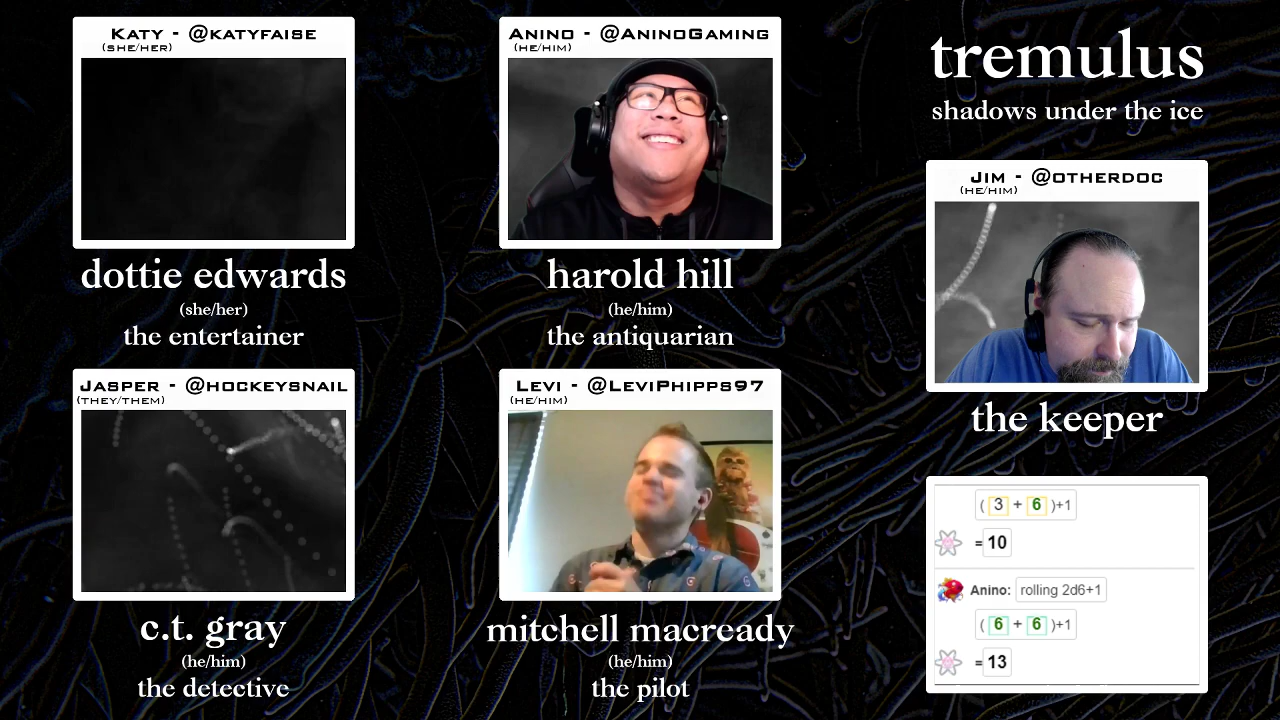 KATY - @KATYFAISE
(SHE/HER)
dottie edwards
(she/her)
the entertainer
ANINO - @ANINOGAMING
(HE/HIM)
harold hill
(he/him)
the antiquarian
tremulus
shadows under the ice
JIM - @OTHERDOC
(HE/HIM)
the keeper
JASPER - @HOCKEYSNAIL
(THEY/THEM)
c.t. gray
(he/him)
the detective
LEVI - @LEVIPHIPPS97
(HE/HIM)
mitchell macready
(he/him)
the pilot
( 3 + 6 )+1
=10
Anino: rolling 2d6+1
( 6 + 6 )+1
=13